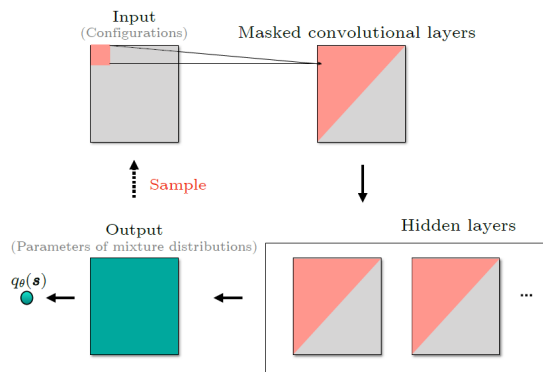 Input
(Configurations)
Masked convolutional layers
Sample
Output
(Parameters of mixture distributions)
Hidden layers
qθ(s)
...